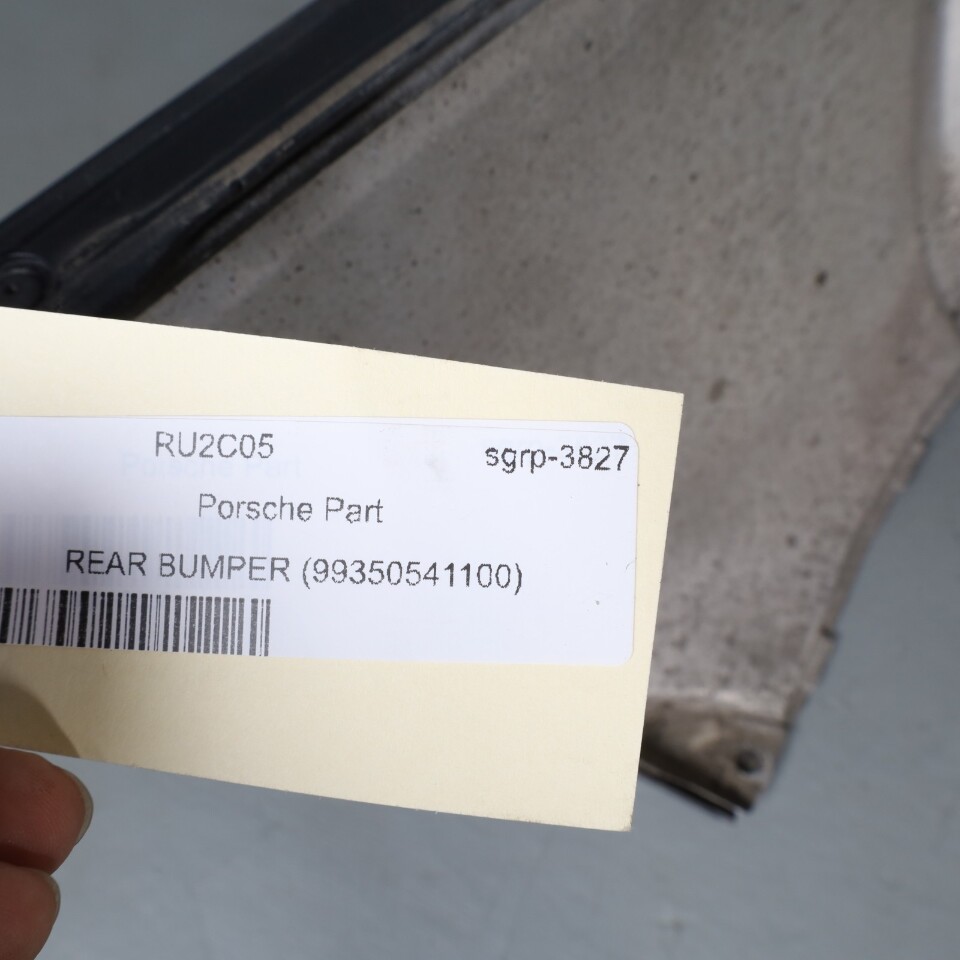 RU2C05 sgrp-3827
Porsche Part
REAR BUMPER (99350541100)